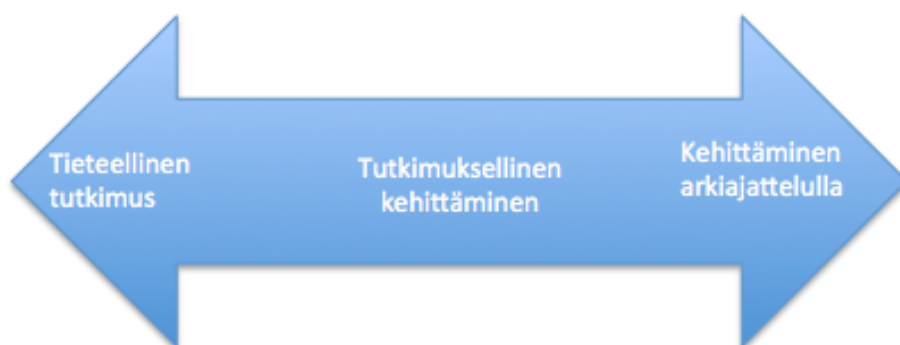 Tieteellinen
tutkimus
Tutkimuksellinen
kehittäminen
Kehittäminen
arkiajattelulla